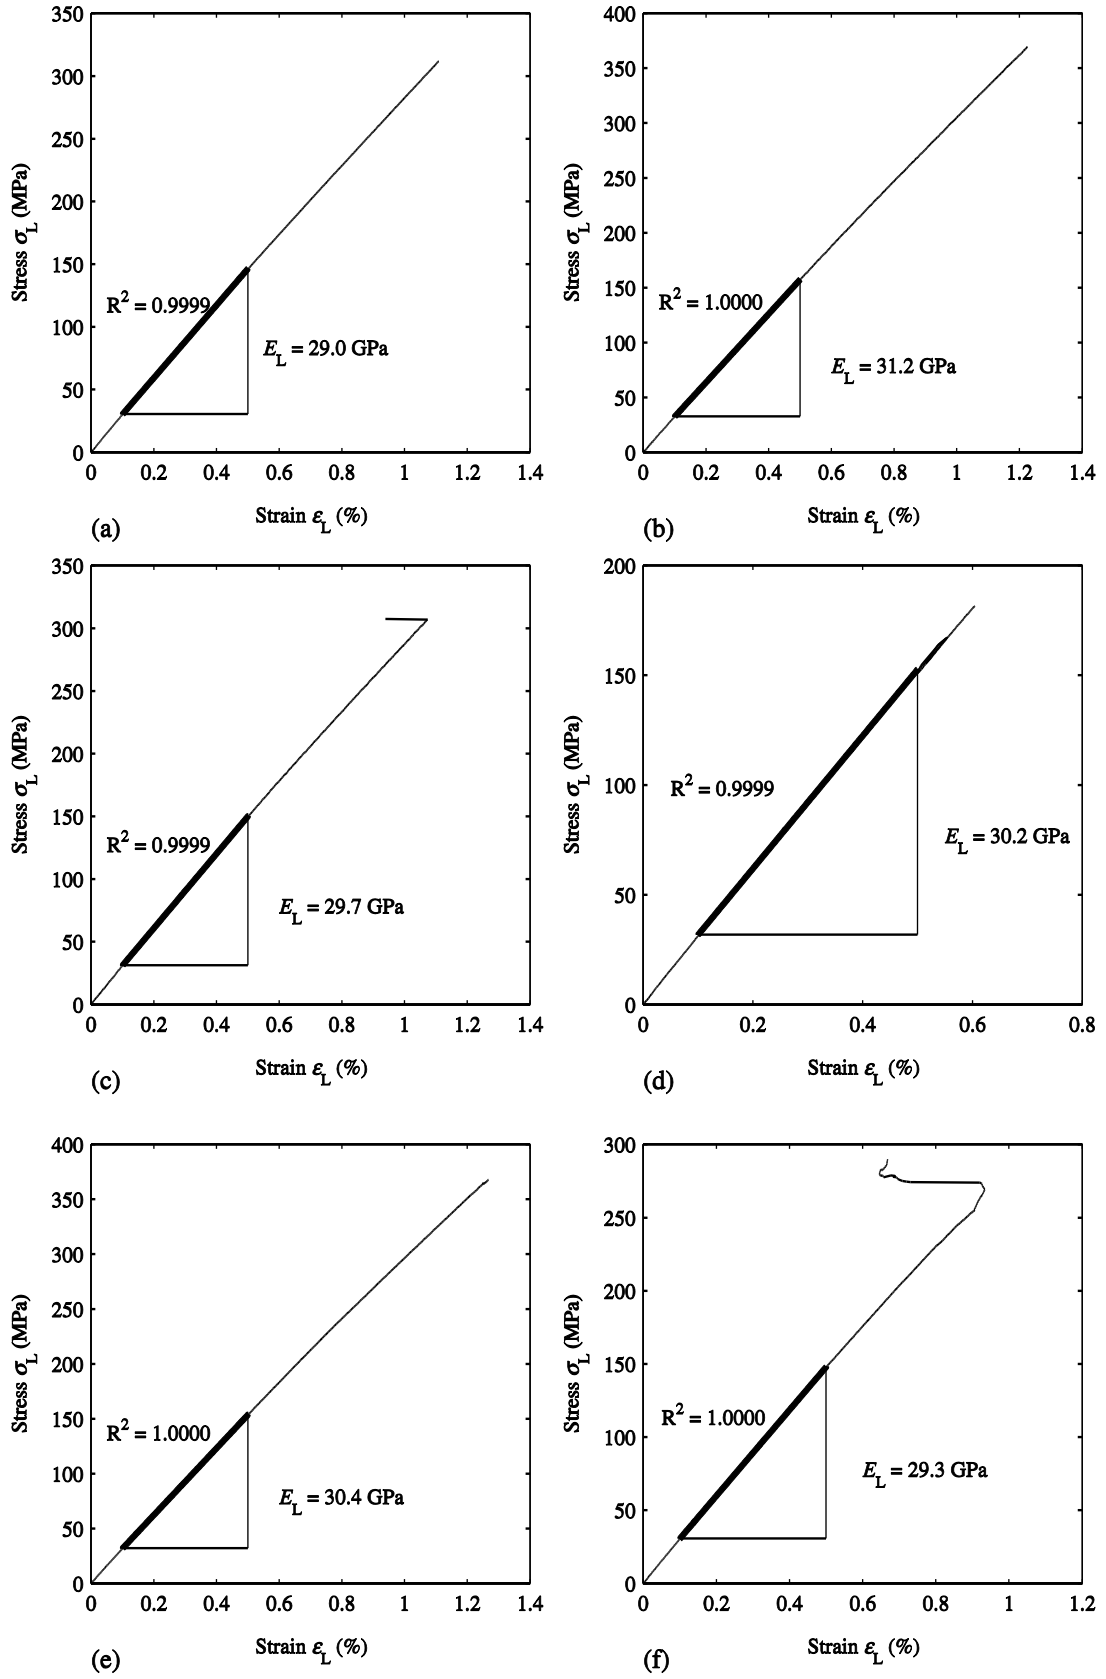 350
300
250
200
150
100
50
0
Stress σL (MPa)
R2 = 0.9999
EL = 29.0 GPa
0 0.2 0.4 0.6 0.8 1 1.2 1.4
Strain εL (%)
(a)
400
350
300
250
200
150
100
50
0
Stress σL (MPa)
R2 = 1.0000
EL = 31.2 GPa
0 0.2 0.4 0.6 0.8 1 1.2 1.4
Strain εL (%)
(b)
350
300
250
200
150
100
50
0
Stress σL (MPa)
R2 = 0.9999
EL = 29.7 GPa
0 0.2 0.4 0.6 0.8 1 1.2 1.4
Strain εL (%)
(c)
200
150
100
50
0
Stress σL (MPa)
R2 = 0.9999
EL = 30.2 GPa
0 0.2 0.4 0.6 0.8
Strain εL (%)
(d)
400
350
300
250
200
150
100
50
0
Stress σL (MPa)
R2 = 1.0000
EL = 30.4 GPa
0 0.2 0.4 0.6 0.8 1 1.2 1.4
Strain εL (%)
(e)
300
250
200
150
100
50
0
Stress σL (MPa)
R2 = 1.0000
EL = 29.3 GPa
0 0.2 0.4 0.6 0.8 1 1.2
Strain εL (%)
(f)